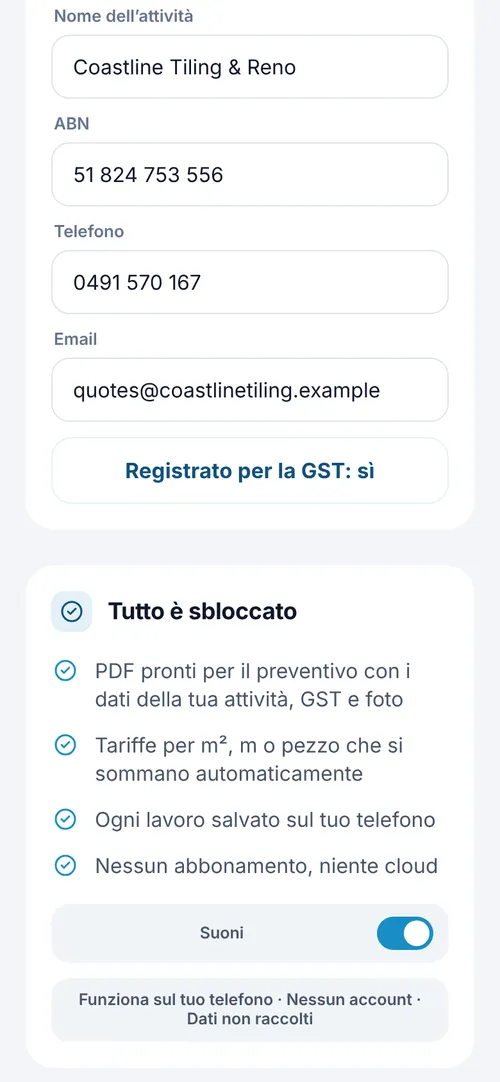 Nome dell’attività
Coastline Tiling & Reno
ABN
51 824 753 556
Telefono
0491 570 167
Email
quotes@coastlinetiling.example
Registrato per la GST: sì
Tutto è sbloccato
PDF pronti per il preventivo con i
dati della tua attività, GST e foto
Tariffe per m², m o pezzo che si
sommano automaticamente
Ogni lavoro salvato sul tuo telefono
Nessun abbonamento, niente cloud
Suoni
Funziona sul tuo telefono · Nessun account ·
Dati non raccolti